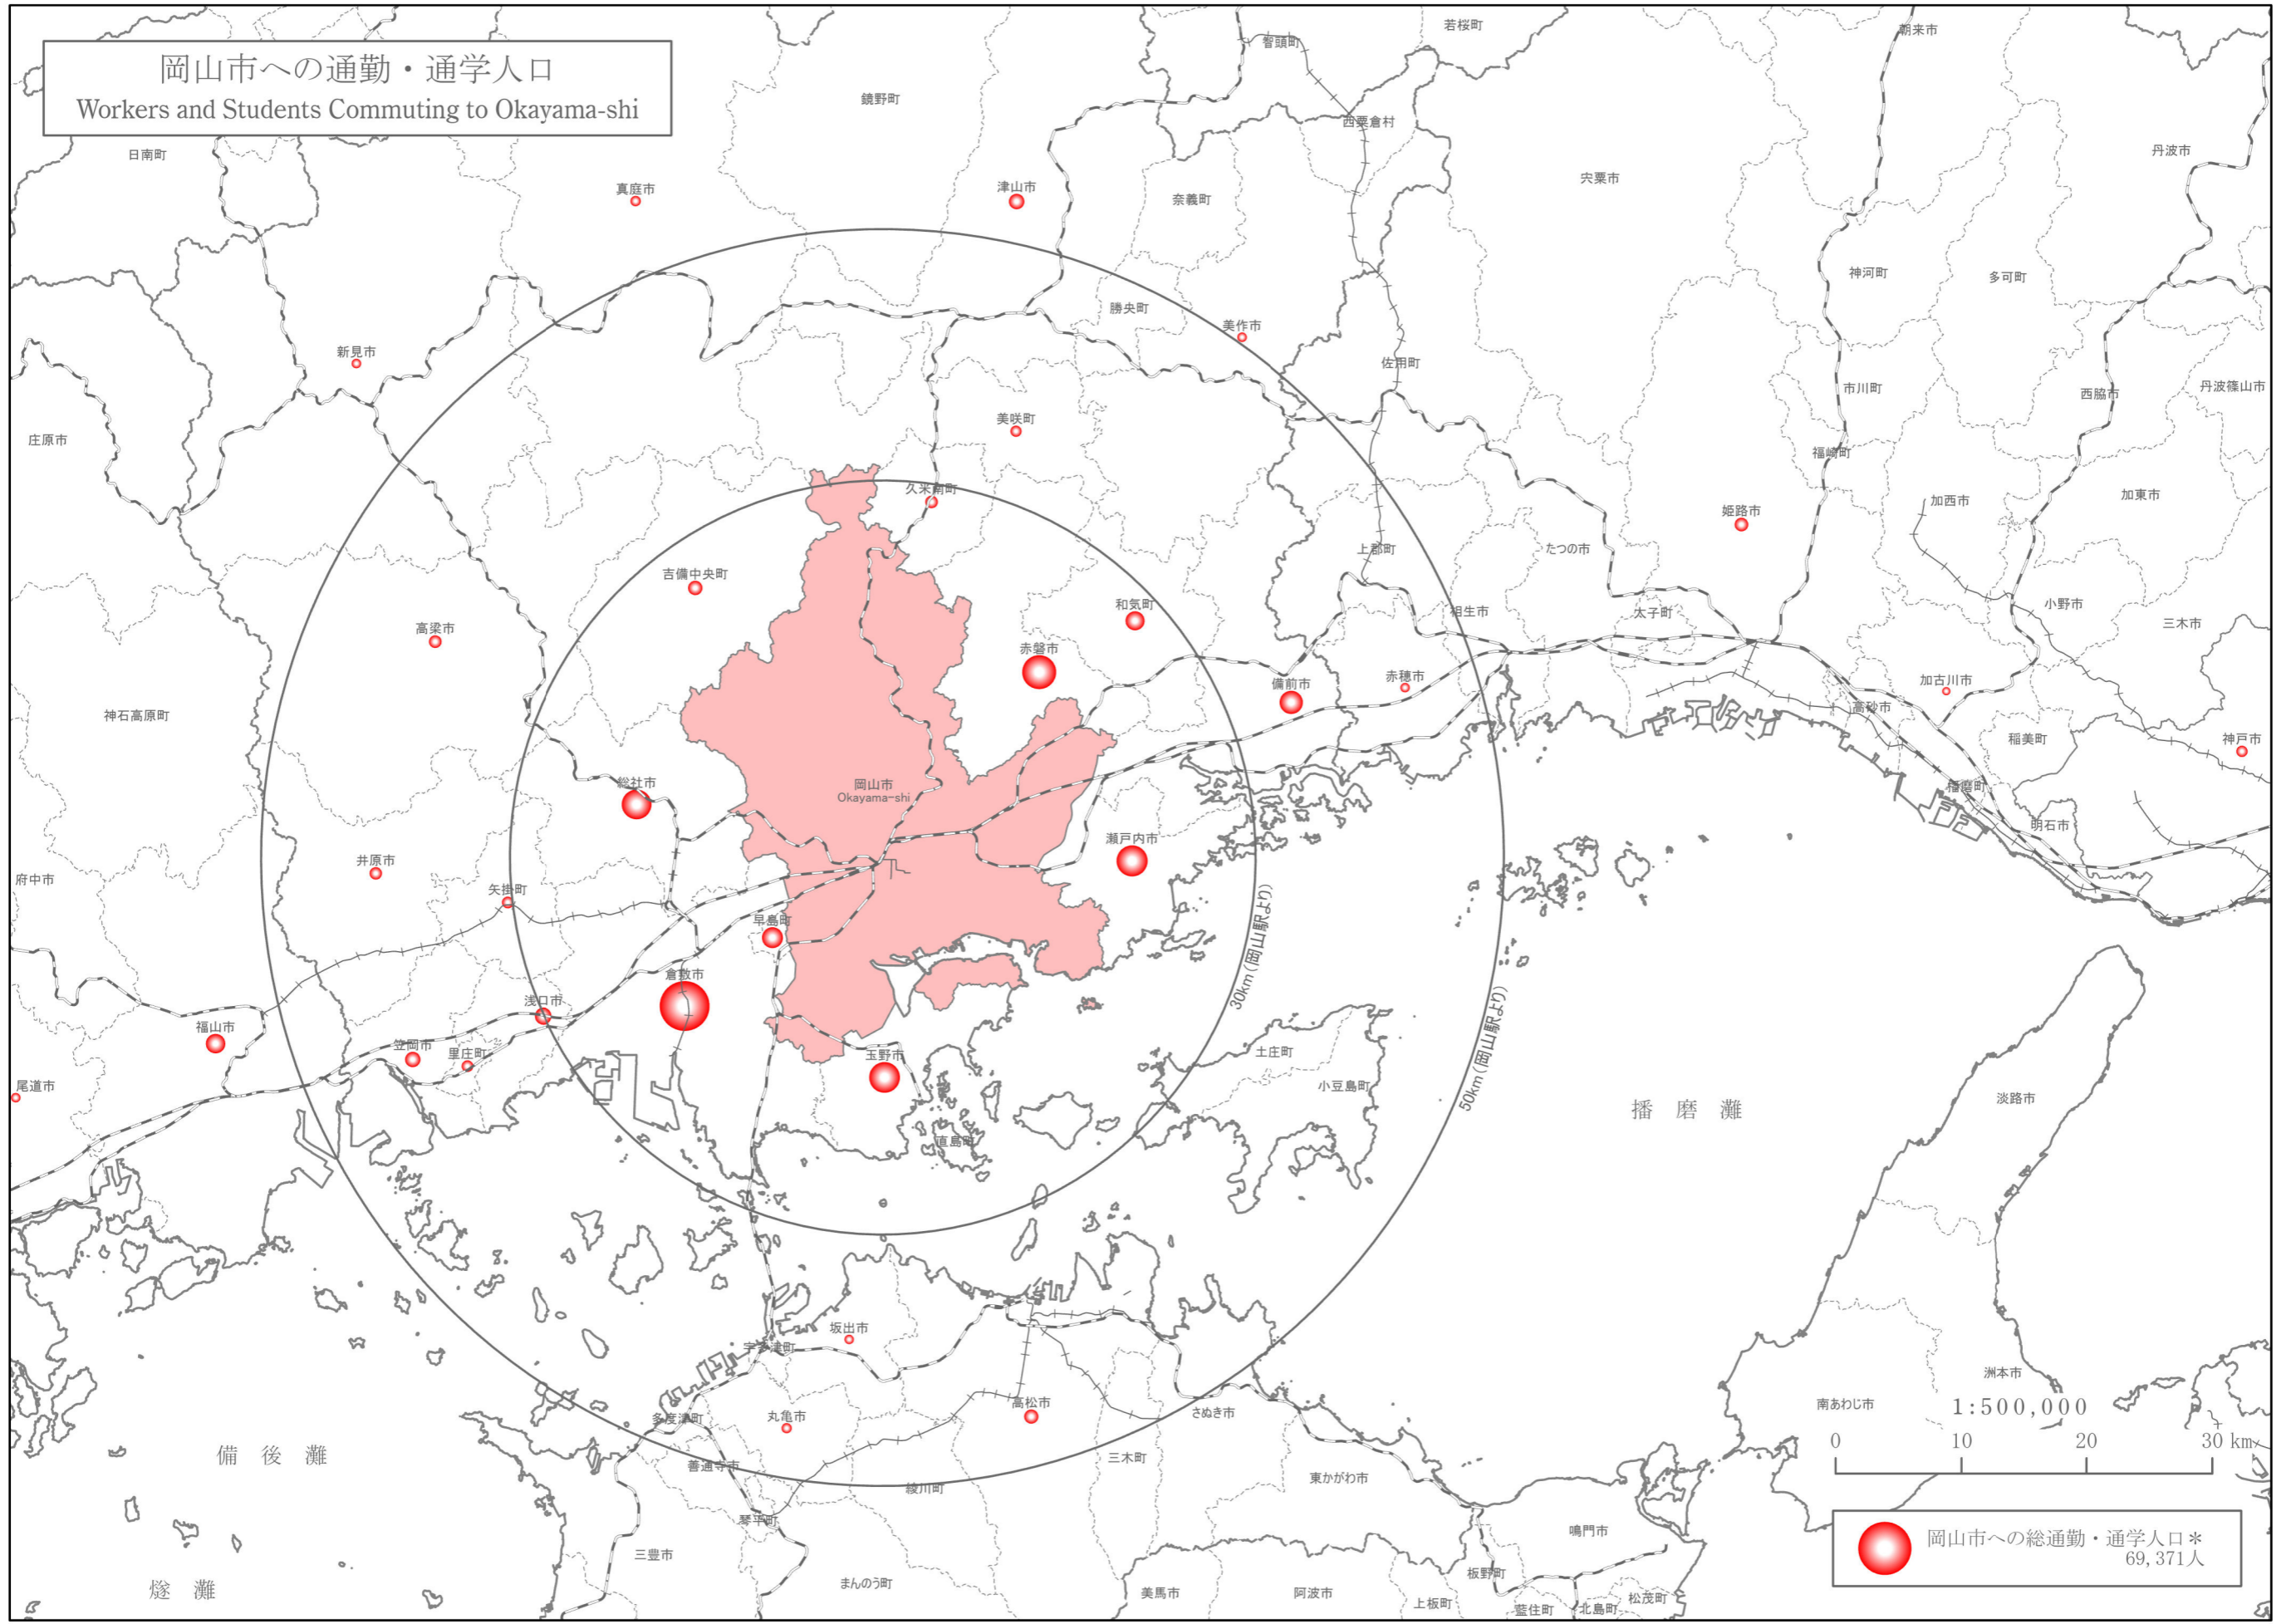 岡山市への通勤・通学人口
Workers and Students Commuting to Okayama-shi
若桜町
朝来市
智頭町
鏡野町
西粟倉村
日南町
丹波市
宍粟市
真庭市
津山市
奈義町
神河町
多可町
勝央町
美作市
新見市
佐用町
市川町
西脇市
丹波篠山市
美咲町
庄原市
福崎町
久米南町
加西市
加東市
姫路市
上郡町
たつの市
吉備中央町
和気町
相生市
太子町
小野市
三木市
高梁市
赤磐市
備前市
赤穂市
加古川市
高砂市
神石高原町
稲美町
神戸市
総社市
岡山市
Okayama-shi
播磨町
明石市
瀬戸内市
井原市
府中市
矢掛町
早島町
30km(岡山駅より)
倉敷市
浅口市
福山市
笠岡市
里庄町
玉野市
土庄町
50km(岡山駅より)
尾道市
小豆島町
淡路市
播 磨 灘
直島町
坂出市
宇多津町
洲本市
南あわじ市
多度津町
丸亀市
高松市
さぬき市
1:500,000
0 10 20 30 km
備 後 灘
善通寺市
三木町
東かがわ市
綾川町
琴平町
鳴門市
岡山市への総通勤・通学人口＊
69,371人
三豊市
まんのう町
燧 灘
美馬市
阿波市
板野町
上板町
藍住町
北島町
松茂町